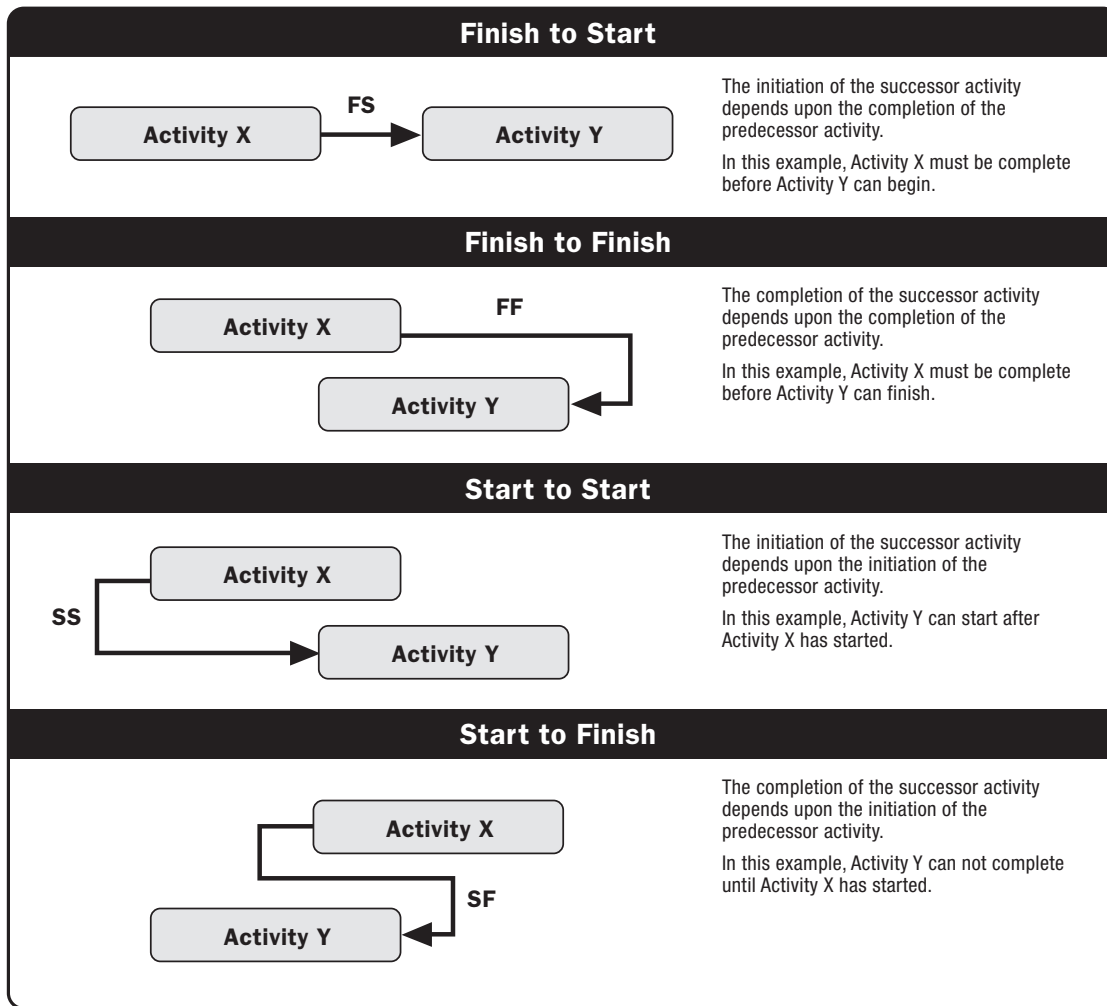 Finish to Start
FS
Activity X
Activity Y
The initiation of the successor activity
depends upon the completion of the
predecessor activity.
In this example, Activity X must be complete
before Activity Y can begin.
Finish to Finish
Activity X
FF
Activity Y
The completion of the successor activity
depends upon the completion of the
predecessor activity.
In this example, Activity X must be complete
before Activity Y can finish.
Start to Start
Activity X
SS
Activity Y
The initiation of the successor activity
depends upon the initiation of the
predecessor activity.
In this example, Activity Y can start after
Activity X has started.
Start to Finish
Activity X
SF
Activity Y
The completion of the successor activity
depends upon the initiation of the
predecessor activity.
In this example, Activity Y can not complete
until Activity X has started.